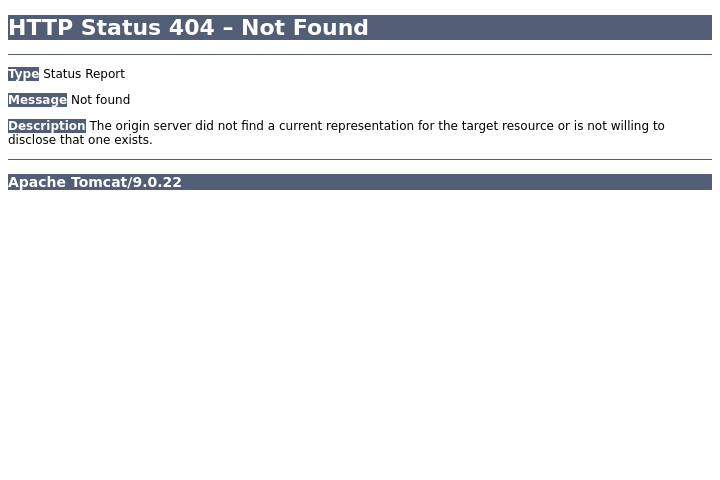 HTTP Status 404 – Not Found
Type Status Report
Message Not found
Description The origin server did not find a current representation for the target resource or is not willing to
disclose that one exists.
Apache Tomcat/9.0.22